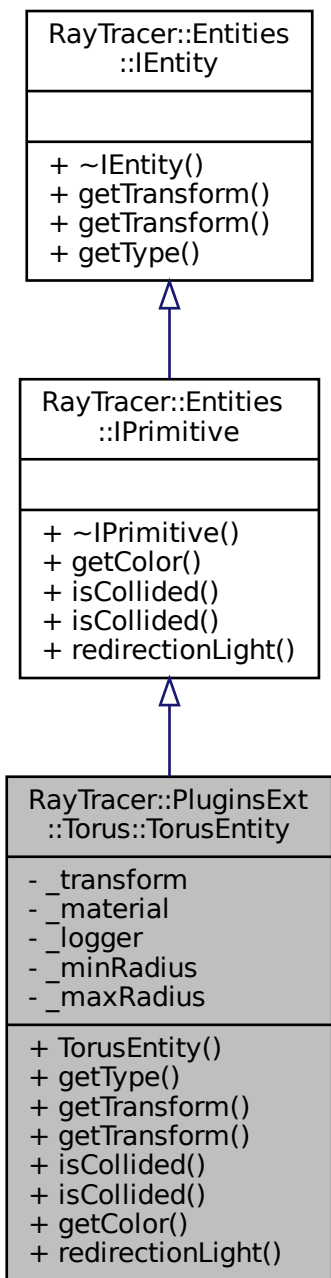 RayTracer::Entities
::IEntity
+ ~IEntity()
+ getTransform()
+ getTransform()
+ getType()
RayTracer::Entities
::IPrimitive
+ ~IPrimitive()
+ getColor()
+ isCollided()
+ isCollided()
+ redirectionLight()
RayTracer::PluginsExt
::Torus::TorusEntity
- _transform
- _material
- _logger
- _minRadius
- _maxRadius
+ TorusEntity()
+ getType()
+ getTransform()
+ getTransform()
+ isCollided()
+ isCollided()
+ getColor()
+ redirectionLight()